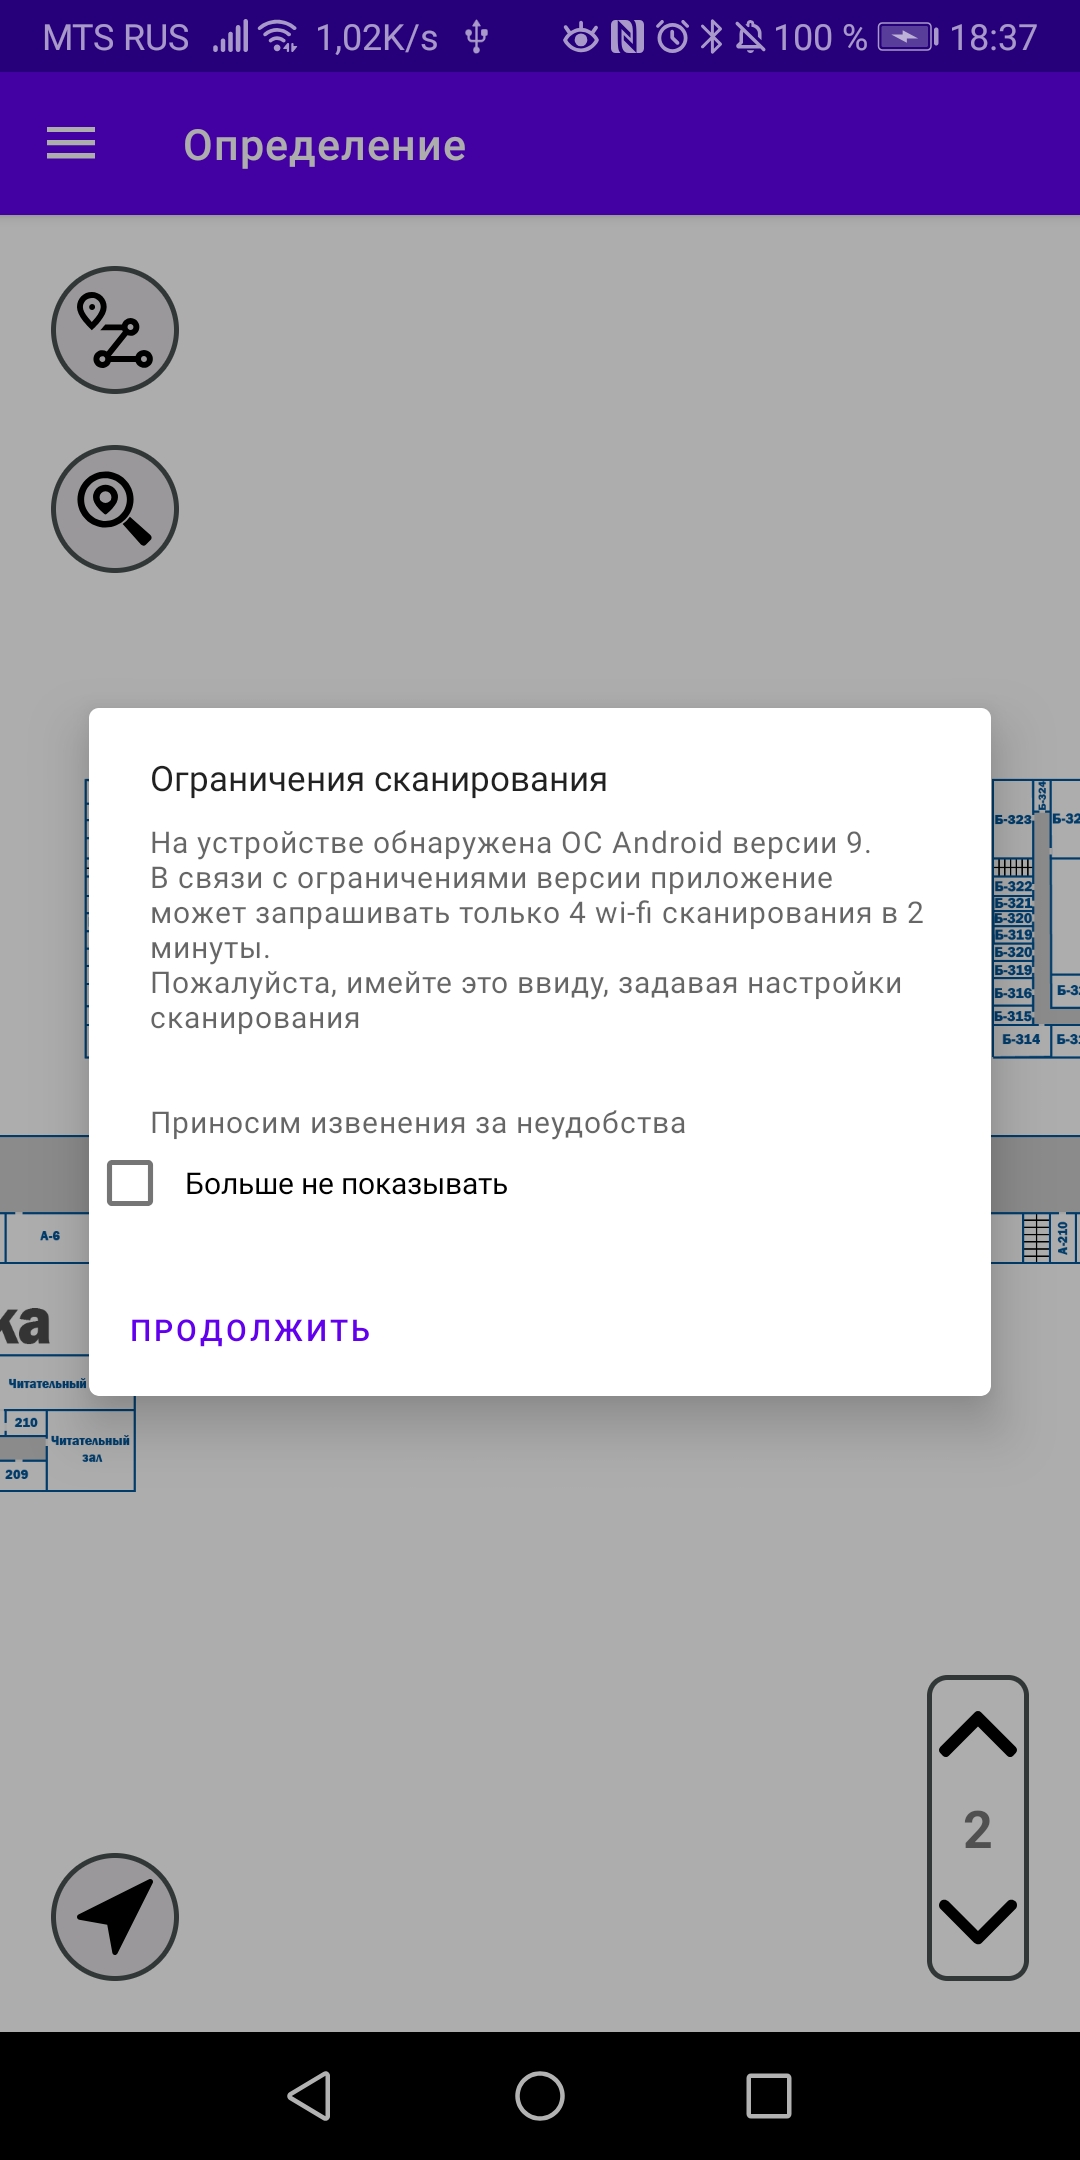 MTS RUS 1,02K/s 100 % 18:37
Определение
Ограничения сканирования
На устройстве обнаружена ОС Android версии 9.
В связи с ограничениями версии приложение
может запрашивать только 4 wi-fi сканирования в 2
минуты.
Пожалуйста, имейте это ввиду, задавая настройки
сканирования
Приносим извенения за неудобства
Больше не показывать
ПРОДОЛЖИТЬ
Б-324
Б-323
Б-322
Б-321
Б-320
Б-319
Б-320
Б-319
Б-316
Б-315
Б-314
А-6
А-210
ка
Читательный
210
Читательный
зал
209
2